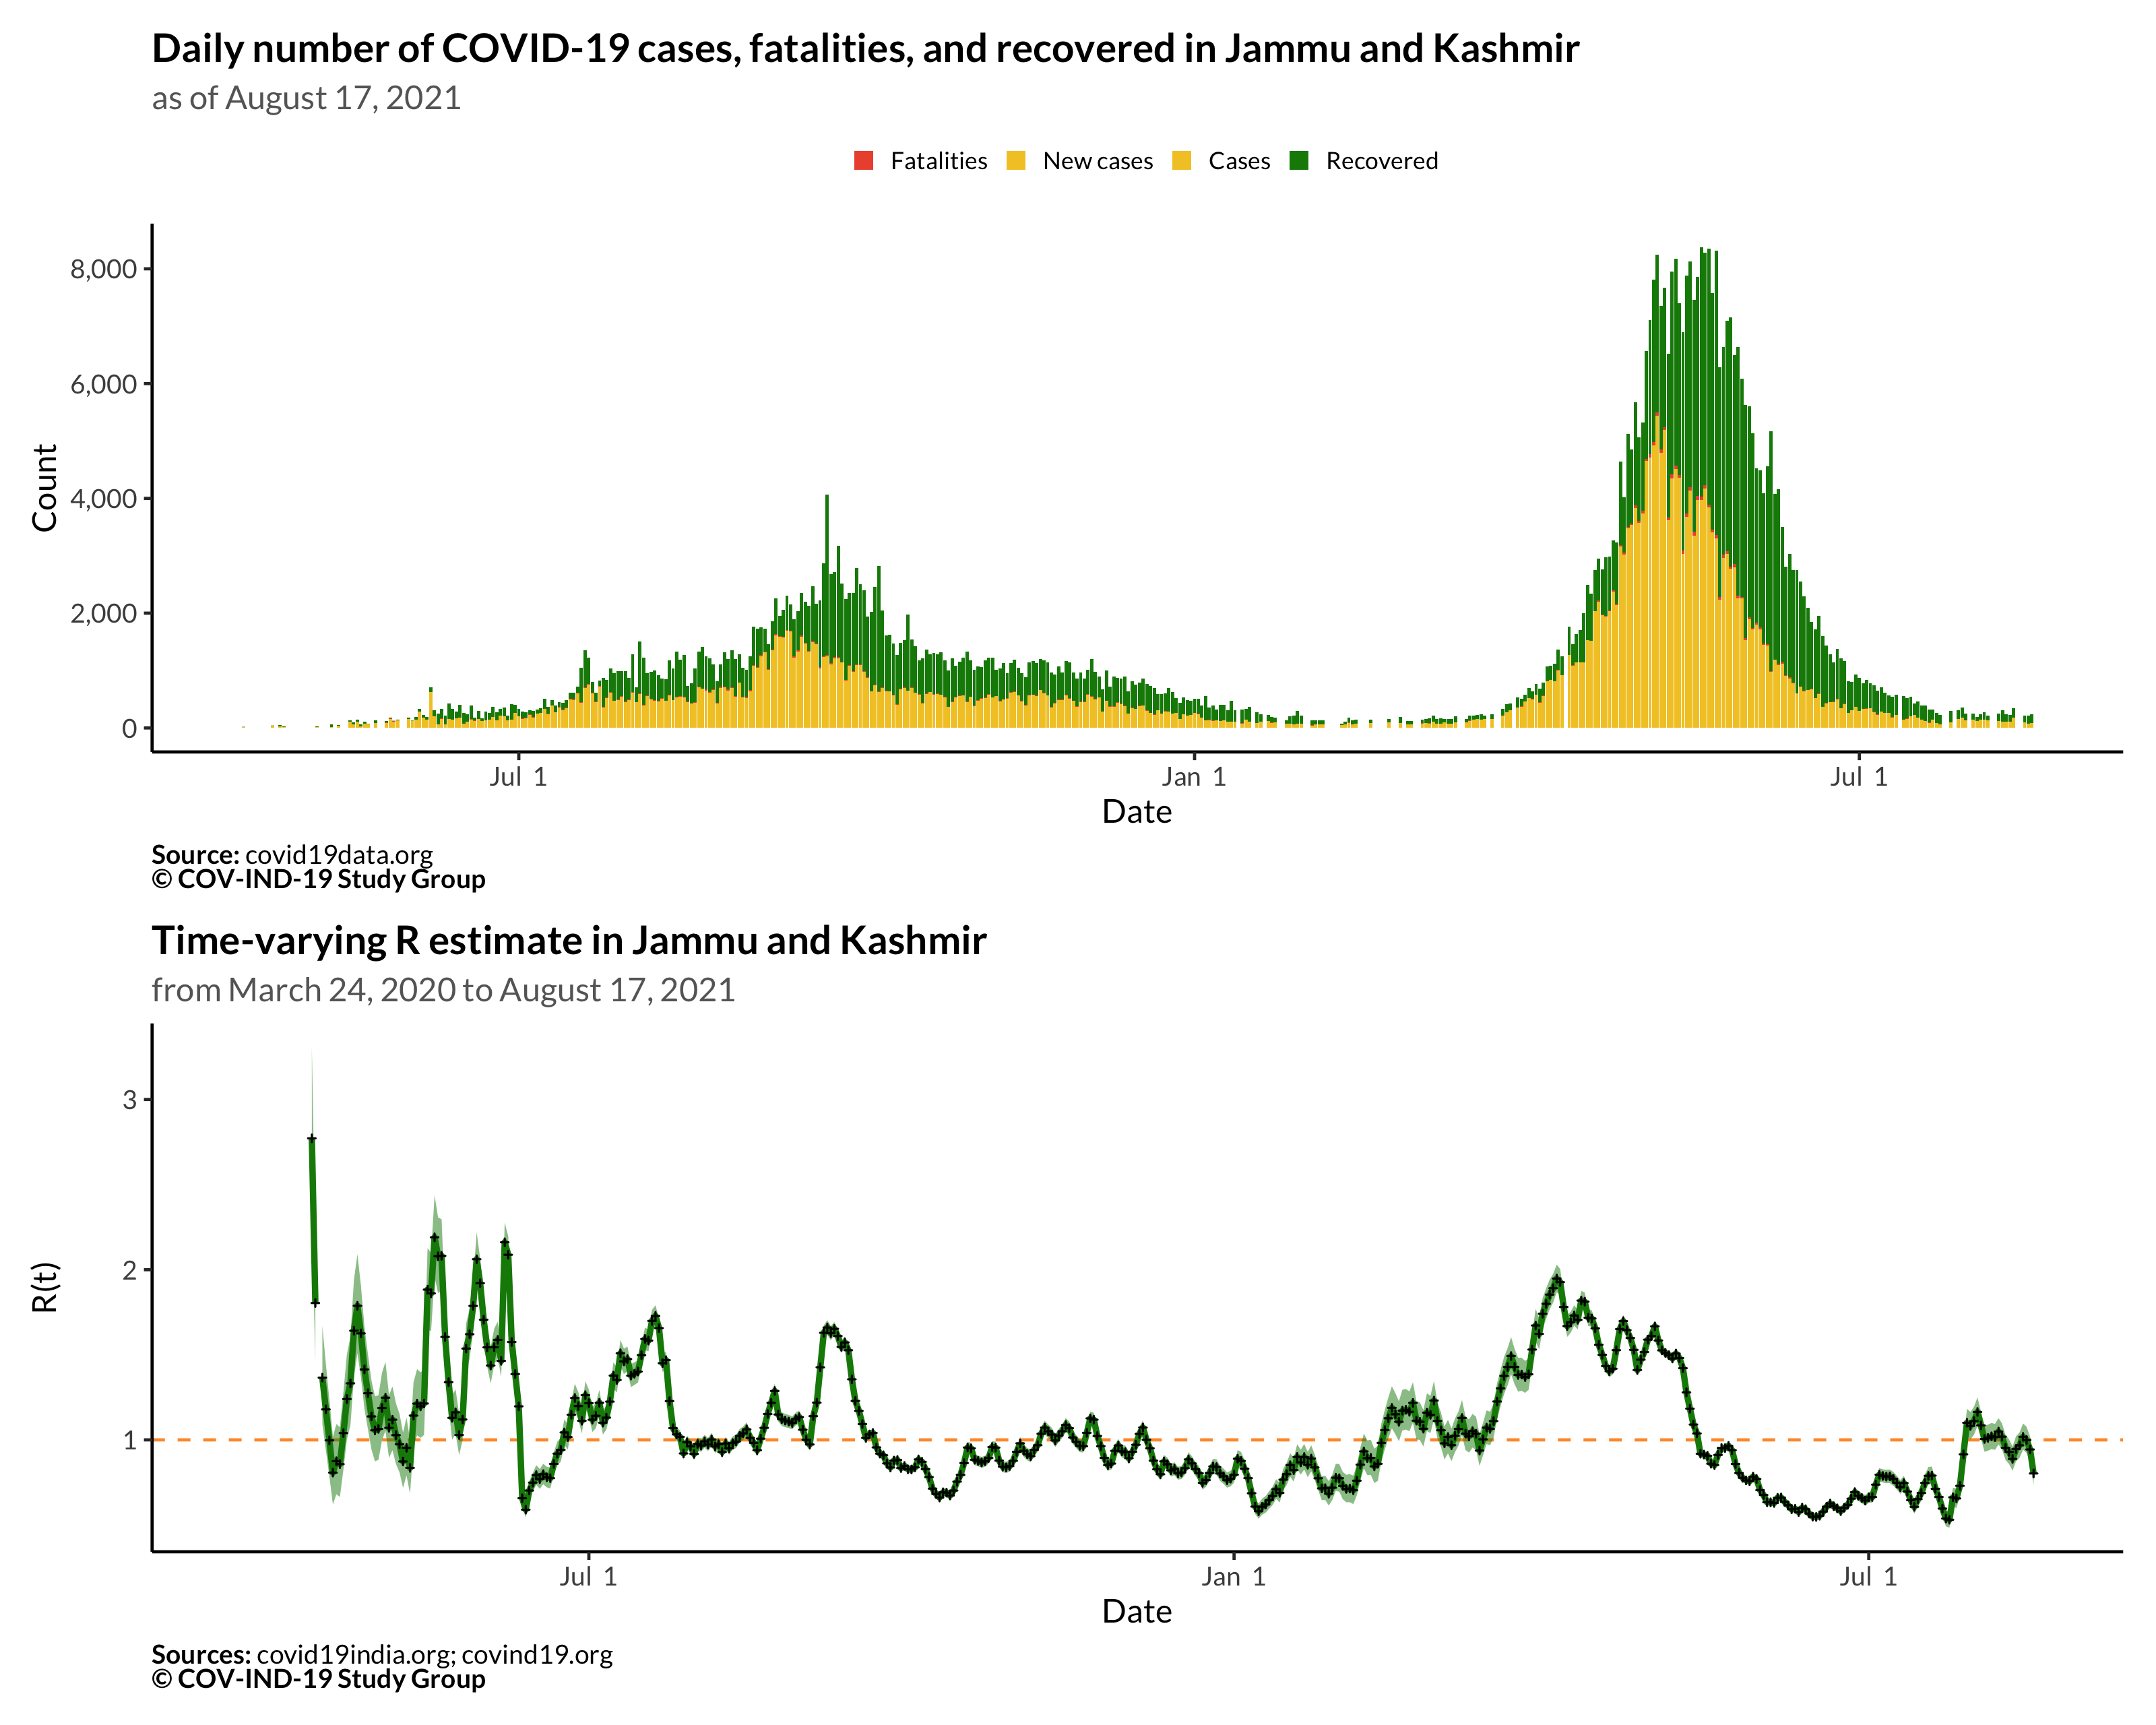 Daily number of COVID-19 cases, fatalities, and recovered in Jammu and Kashmir
as of August 17, 2021
Fatalities New cases Cases Recovered
8,000
6,000
4,000
2,000
0
Count
Jul 1 Jan 1 Jul 1
Date
Source: covid19data.org
© COV-IND-19 Study Group
Time-varying R estimate in Jammu and Kashmir
from March 24, 2020 to August 17, 2021
3
2
1
R(t)
Jul 1 Jan 1 Jul 1
Date
Sources: covid19india.org; covind19.org
© COV-IND-19 Study Group